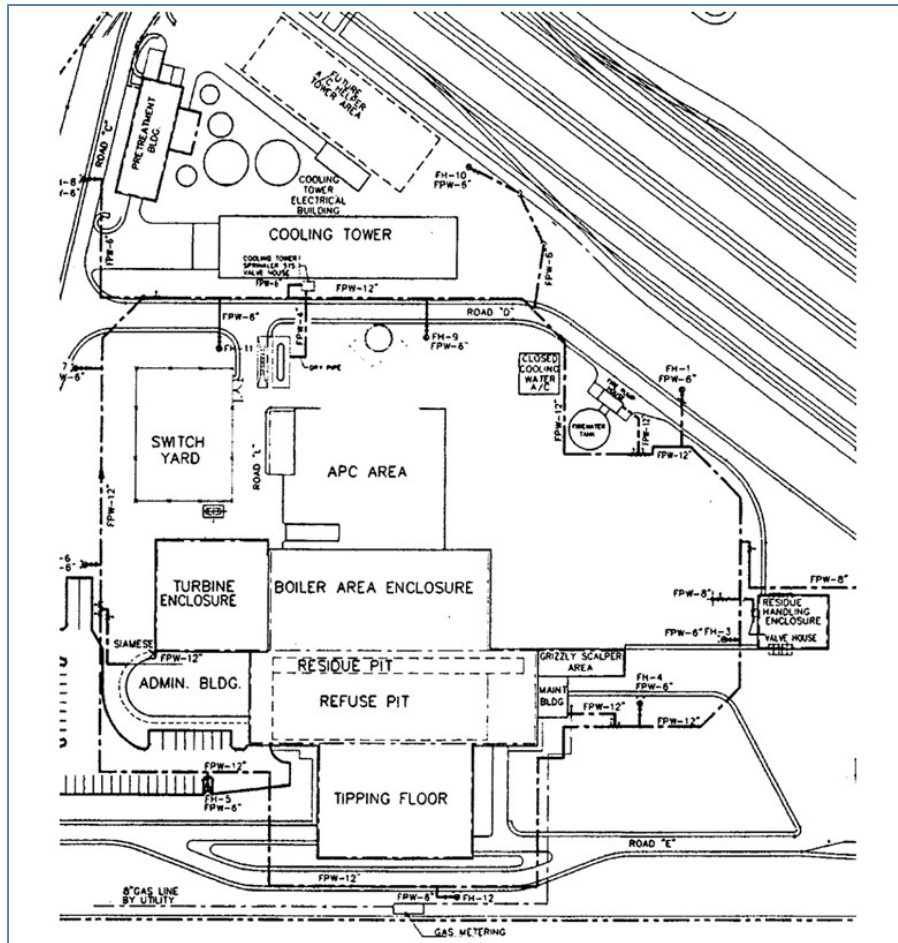 FUTURE
A/C HELPER
TOWER AREA
ROAD "C"
PRETREATMENT
BLDG.
FH-10
FPW-6"
COOLING
TOWER
ELECTRICAL
BUILDING
COOLING TOWER
FPW-6"
COOLING TOWER
SPRINKLER SYS.
VALVE HOUSE
FPW-6"
FPW-12"
FPW-6"
FPW-6"
ROAD "D"
FH-11
FH-9
FPW-6"
DRY PIPE
CLOSED
COOLING
WATER
A/C
FH-1
FPW-6"
FIRE PUMP
HOUSE
FIREWATER
TANK
FPW-12"
FPW-12"
FPW-12"
SWITCH
YARD
ROAD "L"
APC AREA
FPW-12"
TURBINE
ENCLOSURE
BOILER AREA ENCLOSURE
FPW-8"
FPW-8"
RESIDUE
HANDLING
ENCLOSURE
VALVE HOUSE
FPW-6"
FH-3
SIAMESE
FPW-12"
ADMIN. BLDG.
RESIDUE PIT
REFUSE PIT
GRIZZLY SCALPER
AREA
MAINT
BLDG
FH-4
FPW-6"
FPW-12"
FPW-12"
FPW-12"
FH-5
FPW-6"
TIPPING FLOOR
ROAD "E"
FPW-12"
8"GAS LINE
BY UTILITY
FPW-6"
FH-12
GAS METERING